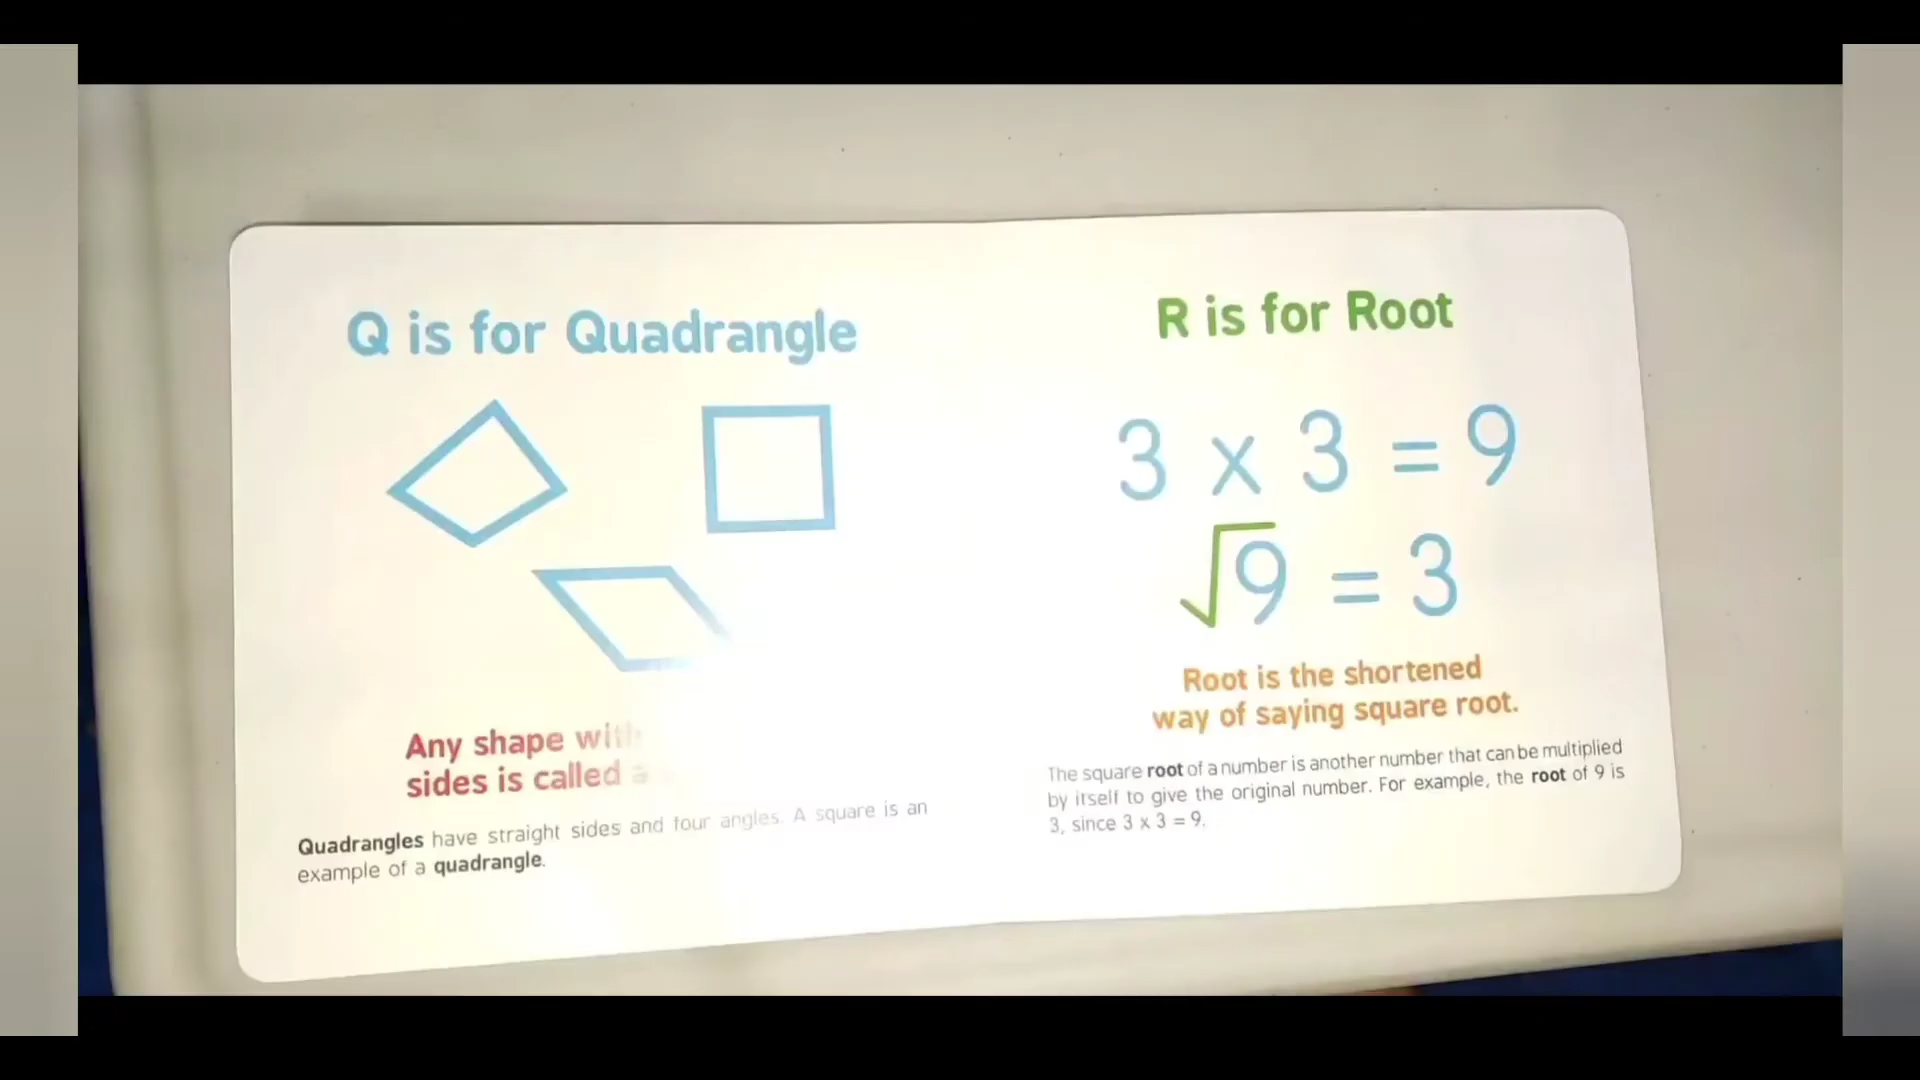 Q is for Quadrangle
Any shape with
sides is called a
Quadrangles have straight sides and four angles. A square is an
example of a quadrangle.
R is for Root
3 x 3 = 9
√9 = 3
Root is the shortened
way of saying square root.
The square root of a number is another number that can be multiplied
by itself to give the original number. For example, the root of 9 is
3, since 3 x 3 = 9.